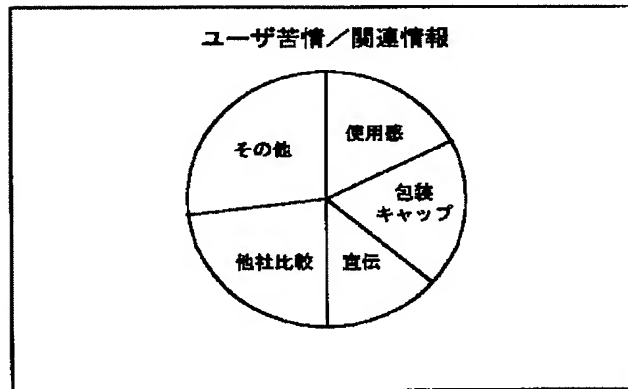 ユーザ苦情／関連情報
使用感
包装
キャップ
宣伝
他社比較
その他